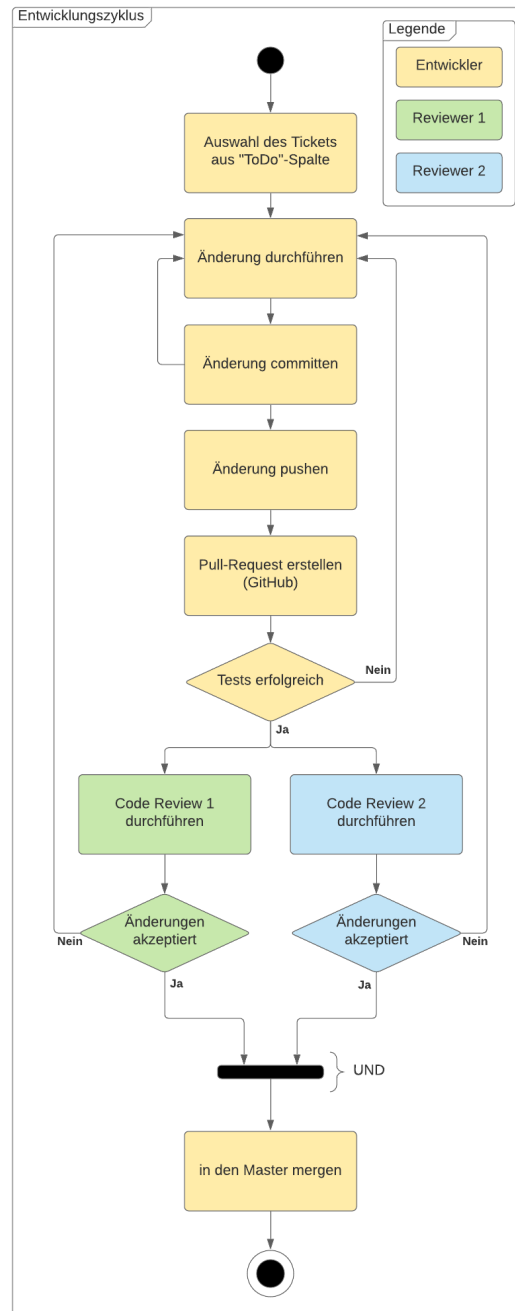 Entwicklungszyklus
Legende
Entwickler
Reviewer 1
Reviewer 2
Auswahl des Tickets
aus "ToDo"-Spalte
Änderung durchführen
Änderung committen
Änderung pushen
Pull-Request erstellen
(GitHub)
Tests erfolgreich
Nein
Ja
Code Review 1
durchführen
Code Review 2
durchführen
Änderungen
akzeptiert
Nein
Ja
Änderungen
akzeptiert
Nein
Ja
UND
in den Master mergen